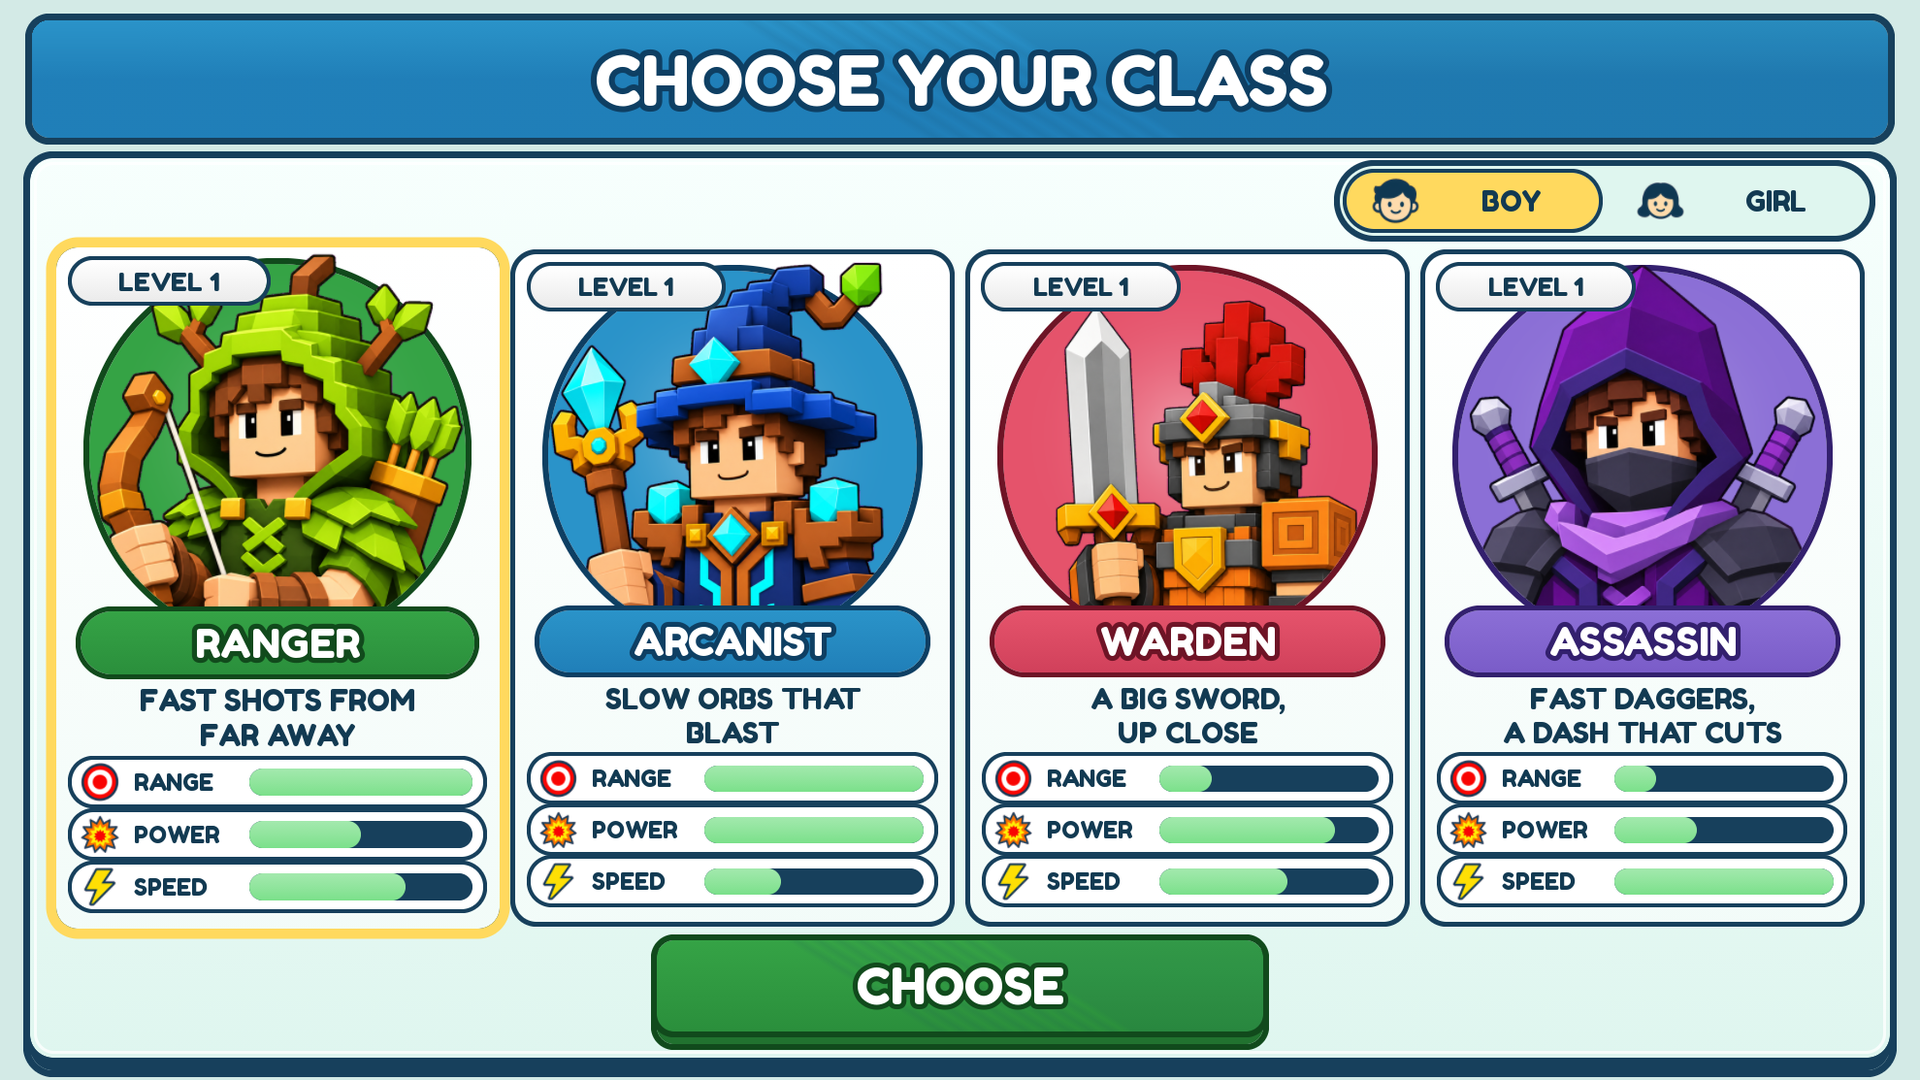 CHOOSE YOUR CLASS
BOY
GIRL
LEVEL 1
RANGER
FAST SHOTS FROM
FAR AWAY
RANGE
POWER
SPEED
LEVEL 1
ARCANIST
SLOW ORBS THAT
BLAST
RANGE
POWER
SPEED
LEVEL 1
WARDEN
A BIG SWORD,
UP CLOSE
RANGE
POWER
SPEED
LEVEL 1
ASSASSIN
FAST DAGGERS,
A DASH THAT CUTS
RANGE
POWER
SPEED
CHOOSE